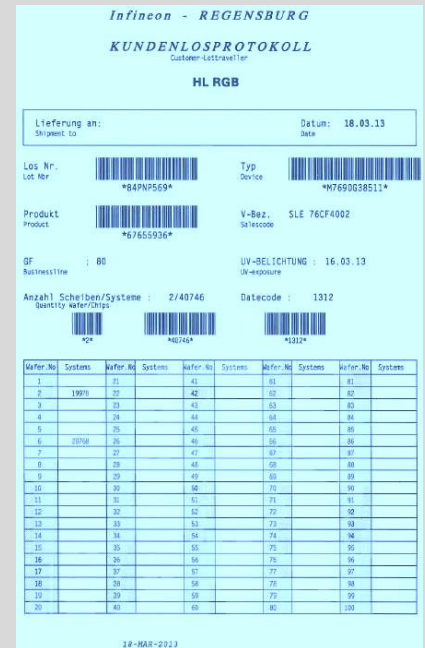 Infineon - REGENSBURG
KUNDENLOSPROTOKOLL
Customer-Lottraveller
HL RGB
Lieferung an: Datum: 18.03.13
Shipment to Date
Los Nr. Typ
Lot Nbr Device
*84PNP569* *M7690G38511*
Produkt V-Bez. SLE 76CF4002
Product Salescode
*67655936*
GF : 80 UV-BELICHTUNG : 16.03.13
Businessline UV-exposure
Anzahl Scheiben/Systeme : 2/40746 Datecode : 1312
Quantity Wafer/Chips
*2* *40746* *1312*
Wafer.No Systems Wafer.No Systems Wafer.No Systems Wafer.No Systems Wafer.No Systems
1 21 41 61 81
2 19978 22 42 62 82
3 23 43 63 83
4 24 44 64 84
5 25 45 65 85
6 20768 26 46 66 86
7 27 47 67 87
8 28 48 68 88
9 29 49 69 89
10 30 50 70 90
11 31 51 71 91
12 32 52 72 92
13 33 53 73 93
14 34 54 74 94
15 35 55 75 95
16 36 56 76 96
17 37 57 77 97
18 38 58 78 98
19 39 59 79 99
20 40 60 80 100
18-MAR-2013